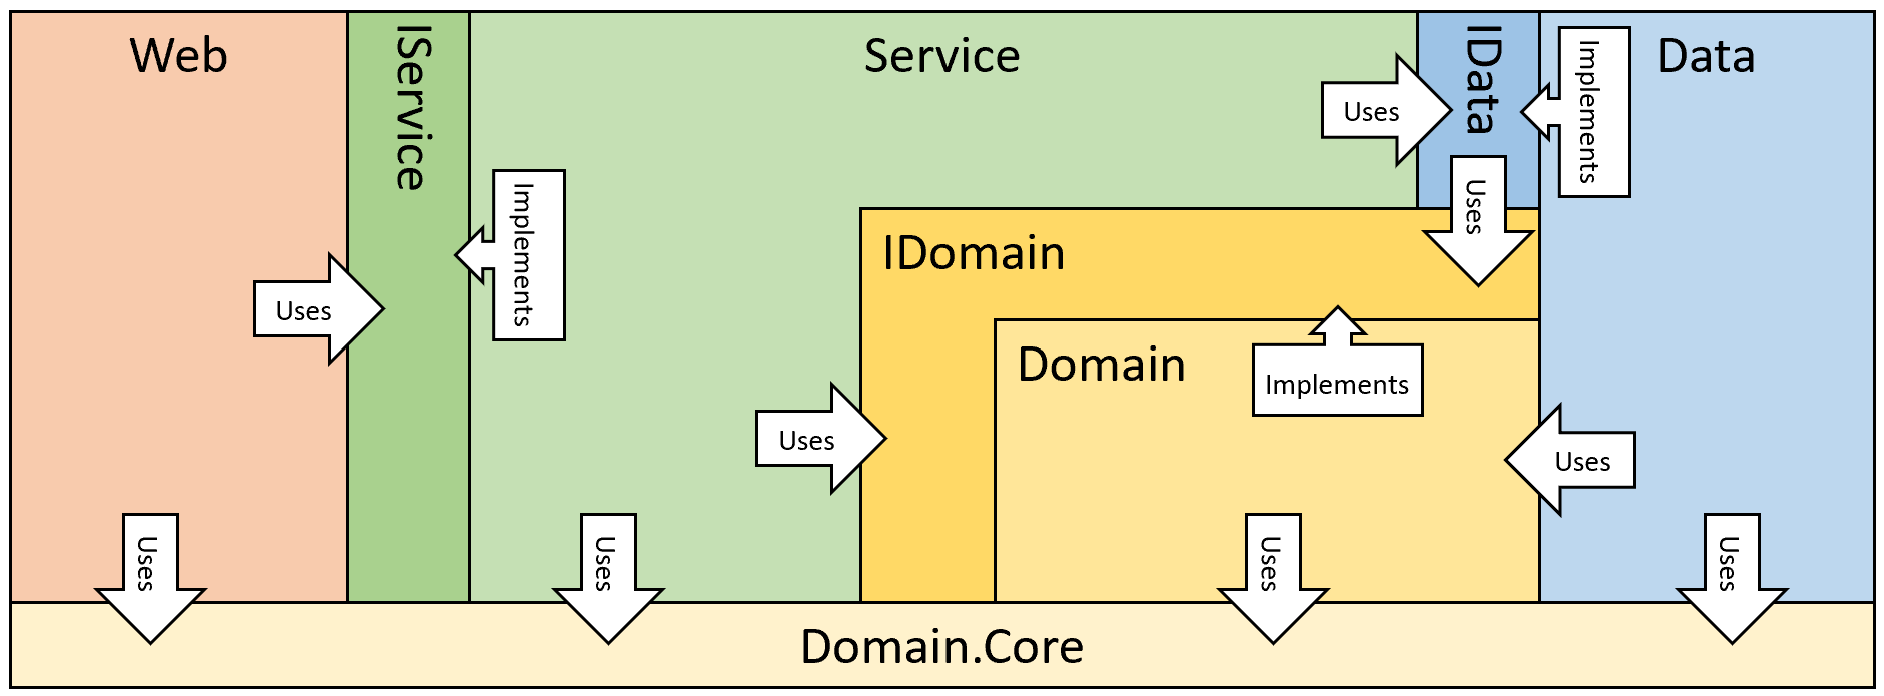 Web
IService
Service
IData
Data
Uses
Implements
Implements
Uses
IDomain
Uses
Domain
Implements
Uses
Uses
Uses
Uses
Uses
Uses
Domain.Core